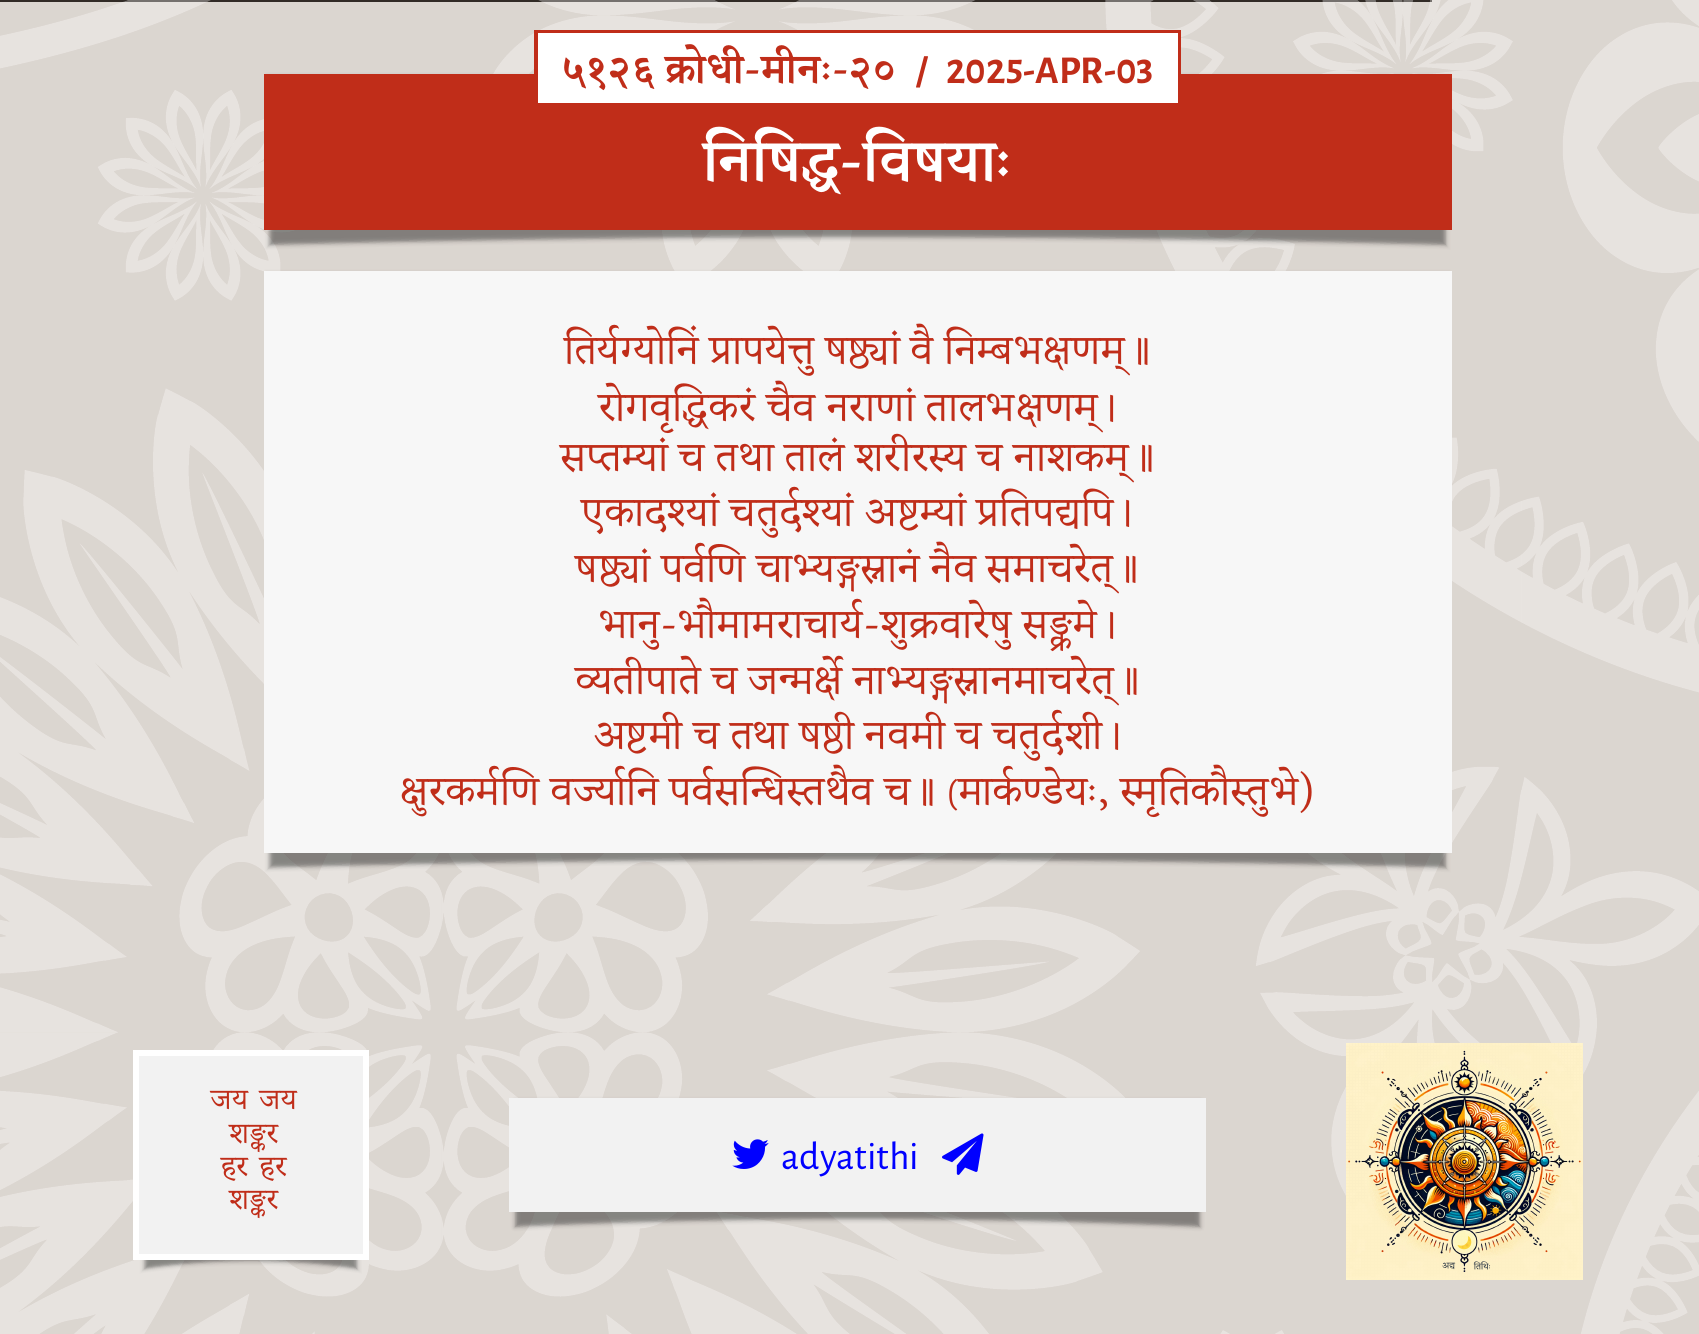 ५१२६ क्रोधी-मीनः-२० / 2025-APR-03
निषिद्ध-विषयाः
तिर्यग्योनिं प्रापयेत्तु षष्ठ्यां वै निम्बभक्षणम्॥
रोगवृद्धिकरं चैव नराणां तालभक्षणम्।
सप्तम्यां च तथा तालं शरीरस्य च नाशकम्॥
एकादश्यां चतुर्दश्यां अष्टम्यां प्रतिपद्यपि।
षष्ठ्यां पर्वणि चाभ्यङ्गस्नानं नैव समाचरेत्॥
भानु-भौमामराचार्य-शुक्रवारेषु सङ्क्रमे।
व्यतीपाते च जन्मर्क्षे नाभ्यङ्गस्नानमाचरेत्॥
अष्टमी च तथा षष्ठी नवमी च चतुर्दशी।
क्षुरकर्मणि वर्ज्यानि पर्वसन्धिस्तथैव च॥ (मार्कण्डेयः, स्मृतिकौस्तुभे)
जय जय
शङ्कर
हर हर
शङ्कर
adyatithi
अद्य तिथिः